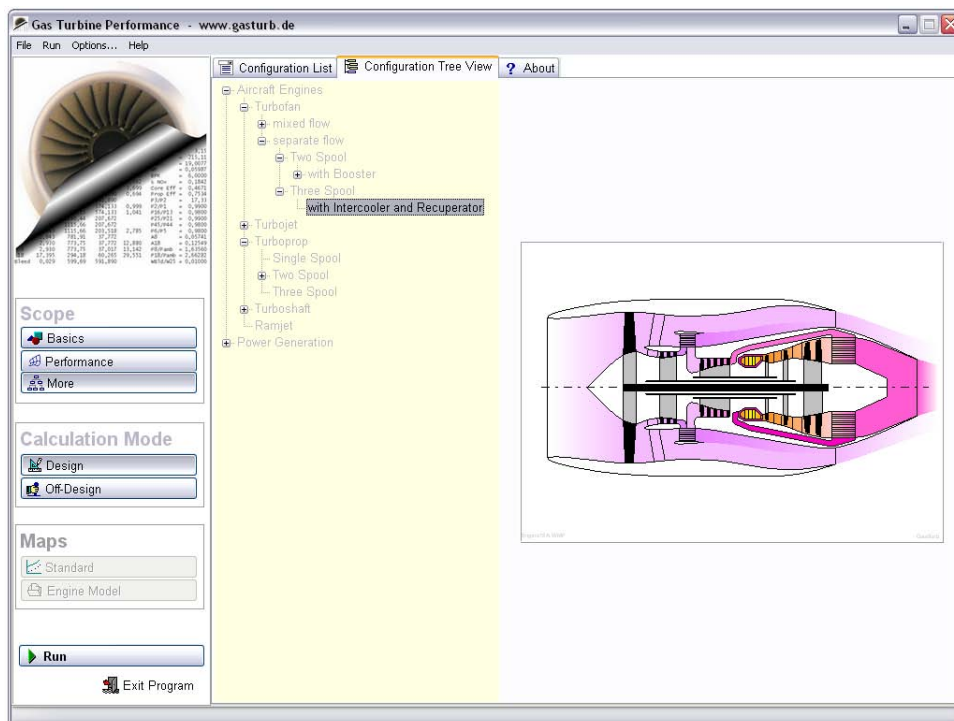 Gas Turbine Performance - www.gasturb.de
File Run Options... Help
Configuration List
Configuration Tree View
? About
Aircraft Engines
Turbofan
mixed flow
separate flow
Two Spool
with Booster
Three Spool
with Intercooler and Recuperator
Turbojet
Turboprop
Single Spool
Two Spool
Three Spool
Turboshaft
Ramjet
Power Generation
Scope
Basics
Performance
More
Calculation Mode
Design
Off-Design
Maps
Standard
Engine Model
Run
Exit Program